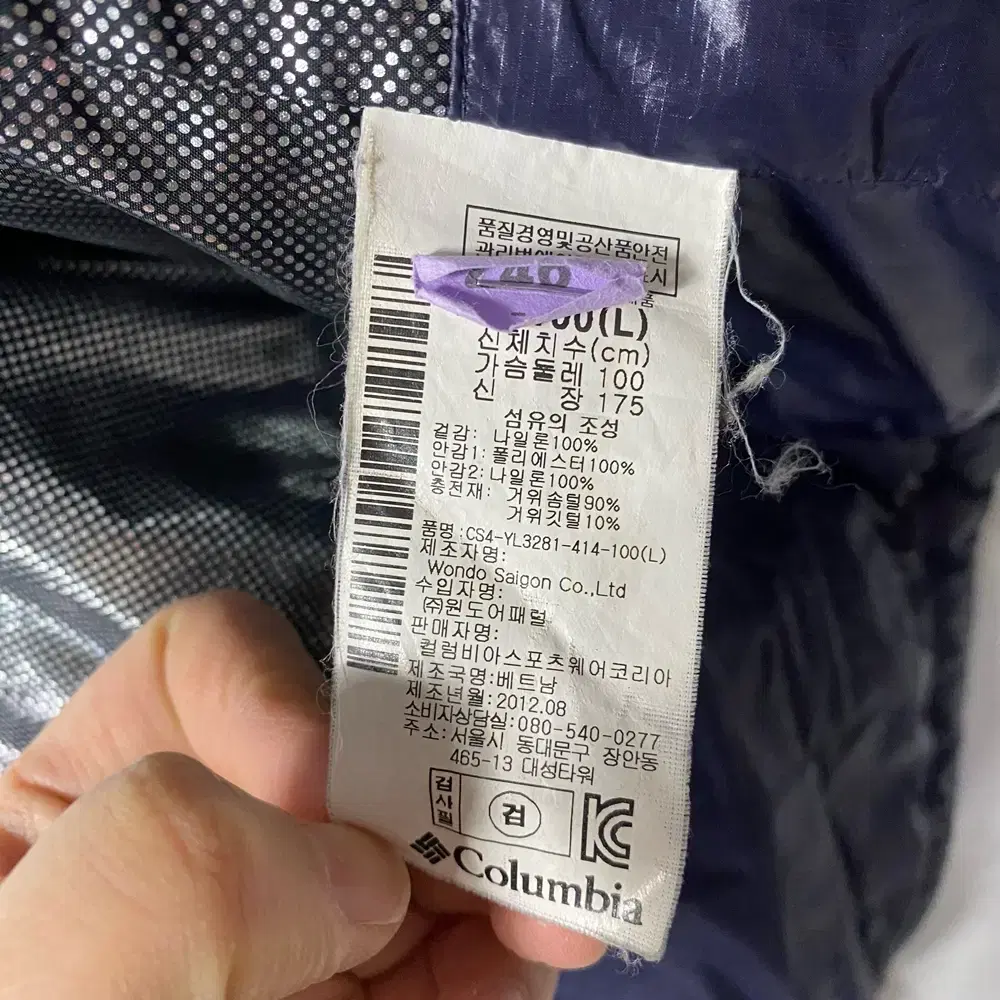 품질경영및공산품안전
관리법에
표시
100(L)
신체치수(cm)
가슴둘레 100
신 장 175
섬유의 조성
겉감: 나일론100%
안감1: 폴리에스터100%
안감2: 나일론100%
충전재: 거위솜털90%
거위깃털10%
품명:CS4-YL3281-414-100(L)
제조자명:
Wondo Saigon Co.,Ltd
수입자명:
㈜원도어패럴
판매자명:
컬럼비아스포츠웨어코리아
제조국명:베트남
제조년월:2012.08
소비자상담실:080-540-0277
주소:서울시 동대문구 장안동
465-13 대성타워
검사필
검
KC
Columbia